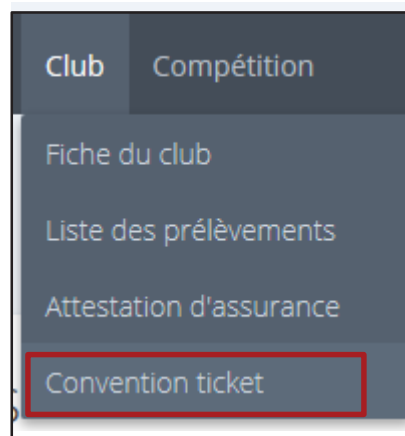 Club Compétition
Fiche du club
Liste des prélèvements
Attestation d'assurance
Convention ticket